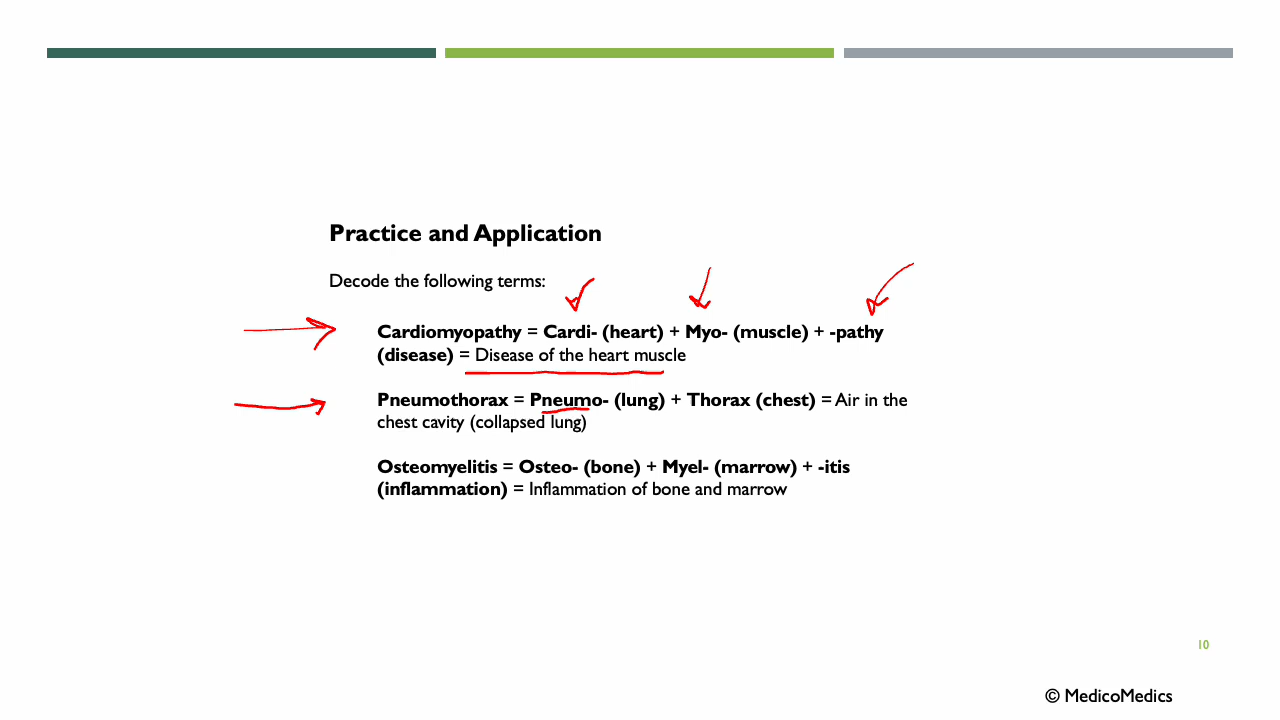 Practice and Application
Decode the following terms:
Cardiomyopathy = Cardi- (heart) + Myo- (muscle) + -pathy
(disease) = Disease of the heart muscle
Pneumothorax = Pneumo- (lung) + Thorax (chest) = Air in the
chest cavity (collapsed lung)
Osteomyelitis = Osteo- (bone) + Myel- (marrow) + -itis
(inflammation) = Inflammation of bone and marrow
10
© MedicoMedics